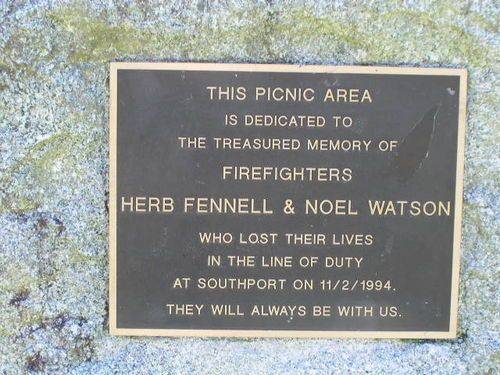 THIS PICNIC AREA
IS DEDICATED TO
THE TREASURED MEMORY OF
FIREFIGHTERS
HERB FENNELL & NOEL WATSON
WHO LOST THEIR LIVES
IN THE LINE OF DUTY
AT SOUTHPORT ON 11/2/1994.
THEY WILL ALWAYS BE WITH US.